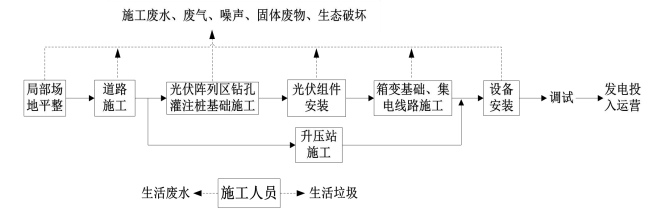 施工废水、废气、噪声、固体废物、生态破坏
局部场
地平整
道路
施工
光伏阵列区钻孔
灌注桩基础施工
光伏组件
安装
箱变基础、集
电线路施工
设备
安装
调试
发电投
入运营
升压站
施工
生活废水
施工人员
生活垃圾